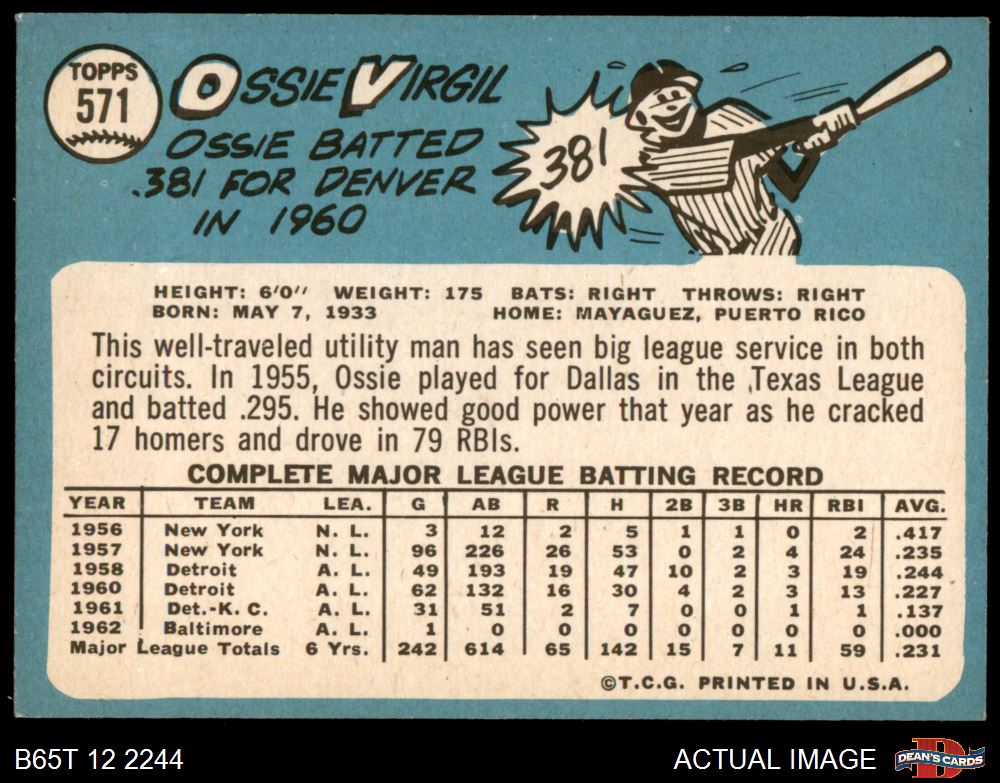 TOPPS
571
OSSIE VIRGIL
OSSIE BATTED
.381 FOR DENVER
IN 1960
381
HEIGHT: 6'0" WEIGHT: 175 BATS: RIGHT THROWS: RIGHT
BORN: MAY 7, 1933 HOME: MAYAGUEZ, PUERTO RICO
This well-traveled utility man has seen big league service in both
circuits. In 1955, Ossie played for Dallas in the Texas League
and batted .295. He showed good power that year as he cracked
17 homers and drove in 79 RBIs.
COMPLETE MAJOR LEAGUE BATTING RECORD
YEAR TEAM LEA. G AB R H 2B 3B HR RBI AVG.
1956 New York N. L. 3 12 2 5 1 1 0 2 .417
1957 New York N. L. 96 226 26 53 0 2 4 24 .235
1958 Detroit A. L. 49 193 19 47 10 2 3 19 .244
1960 Detroit A. L. 62 132 16 30 4 2 3 13 .227
1961 Det.-K. C. A. L. 31 51 2 7 0 0 1 1 .137
1962 Baltimore A. L. 1 0 0 0 0 0 0 0 .000
Major League Totals 6 Yrs. 242 614 65 142 15 7 11 59 .231
©T.C.G. PRINTED IN U.S.A.
B65T 12 2244 ACTUAL IMAGE
DEAN'S CARDS